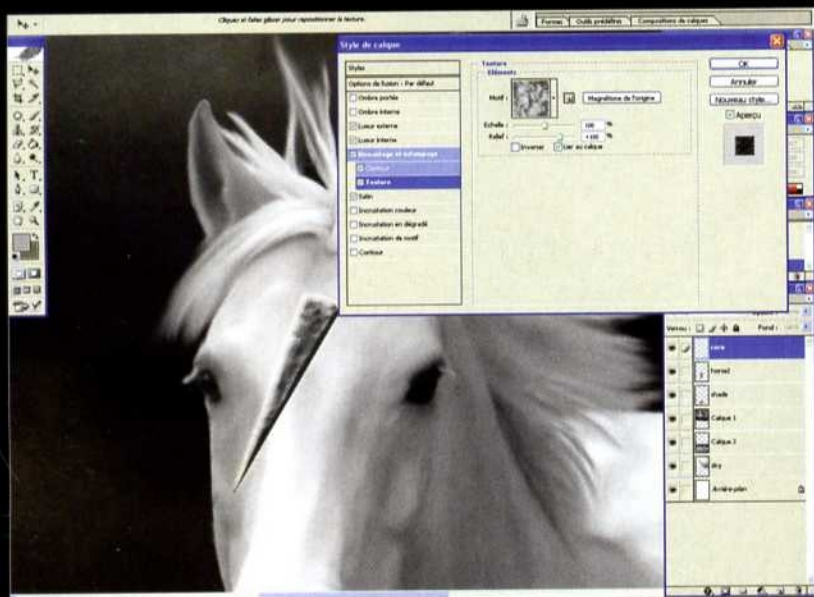 Cliquez et faites glisser pour repositionner la texture.
Formes
Outils prédéfinis
Compositions de calques
Style de calque
Styles
Options de fusion : Par défaut
Ombre portée
Ombre interne
Lueur externe
Lueur interne
Biseautage et estampage
Contour
Texture
Satin
Incrustation couleur
Incrustation en dégradé
Incrustation de motif
Contour
Texture
Eléments
Motif :
Magnétisme de l'origine
Echelle :
100
%
Relief :
+100
%
Inverser
Lier au calque
OK
Annuler
Nouveau style...
Aperçu
Verrou :
Fond :
horns2
shade
Calque 1
Calque 2
sky
Arrière-plan